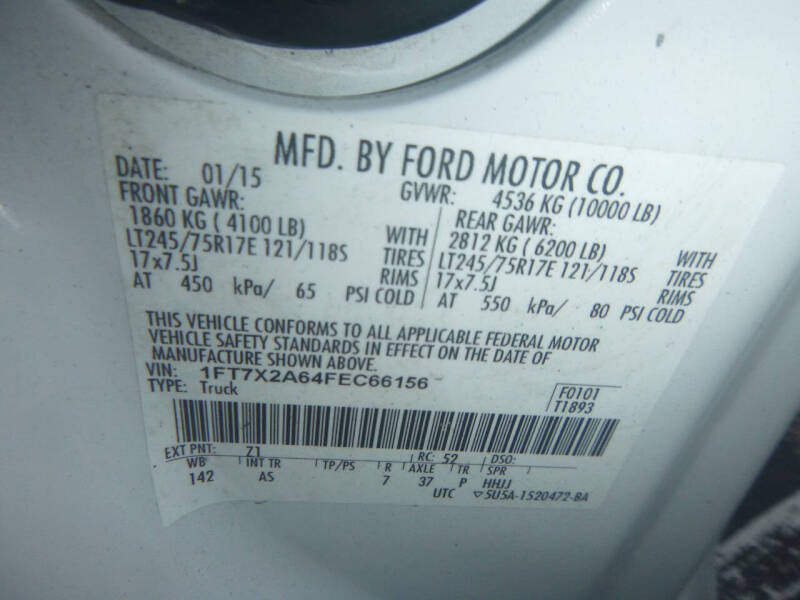 MFD. BY FORD MOTOR CO.
DATE: 01/15 GVWR: 4536 KG (10000 LB)
FRONT GAWR: REAR GAWR:
1860 KG ( 4100 LB) WITH 2812 KG ( 6200 LB) WITH
LT245/75R17E 121/118S TIRES LT245/75R17E 121/118S TIRES
17x7.5J RIMS 17x7.5J RIMS
AT 450 kPa/ 65 PSI COLD AT 550 kPa/ 80 PSI COLD
THIS VEHICLE CONFORMS TO ALL APPLICABLE FEDERAL MOTOR
VEHICLE SAFETY STANDARDS IN EFFECT ON THE DATE OF
MANUFACTURE SHOWN ABOVE.
VIN: 1FT7X2A64FEC66156 F0101
TYPE: Truck T1893
EXT PNT: Z1 RC: 52 DSO:
WB INT TR TP/PS R AXLE TR SPR
142 AS 7 37 P HHJJ
UTC ▽5U5A-1520472-BA